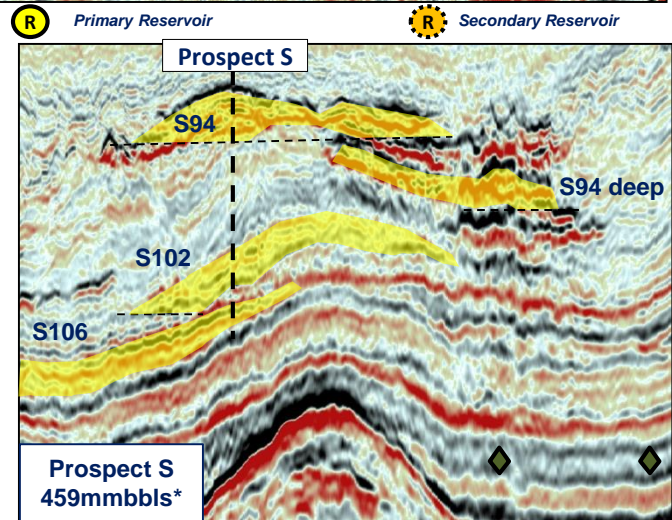 R Primary Reservoir R Secondary Reservoir
Prospect S
S94
S94 deep
S102
S106
Prospect S
459mmbbls*